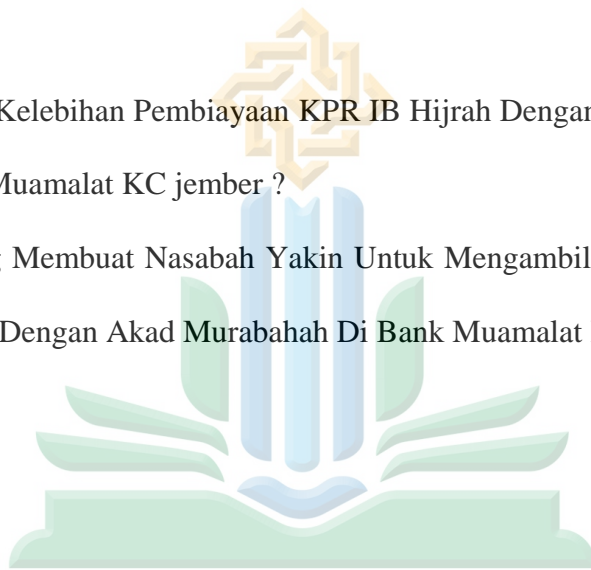 Kelebihan Pembiayaan KPR IB Hijrah Dengan
Muamalat KC jember ?
Membuat Nasabah Yakin Untuk Mengambil
Dengan Akad Murabahah Di Bank Muamalat